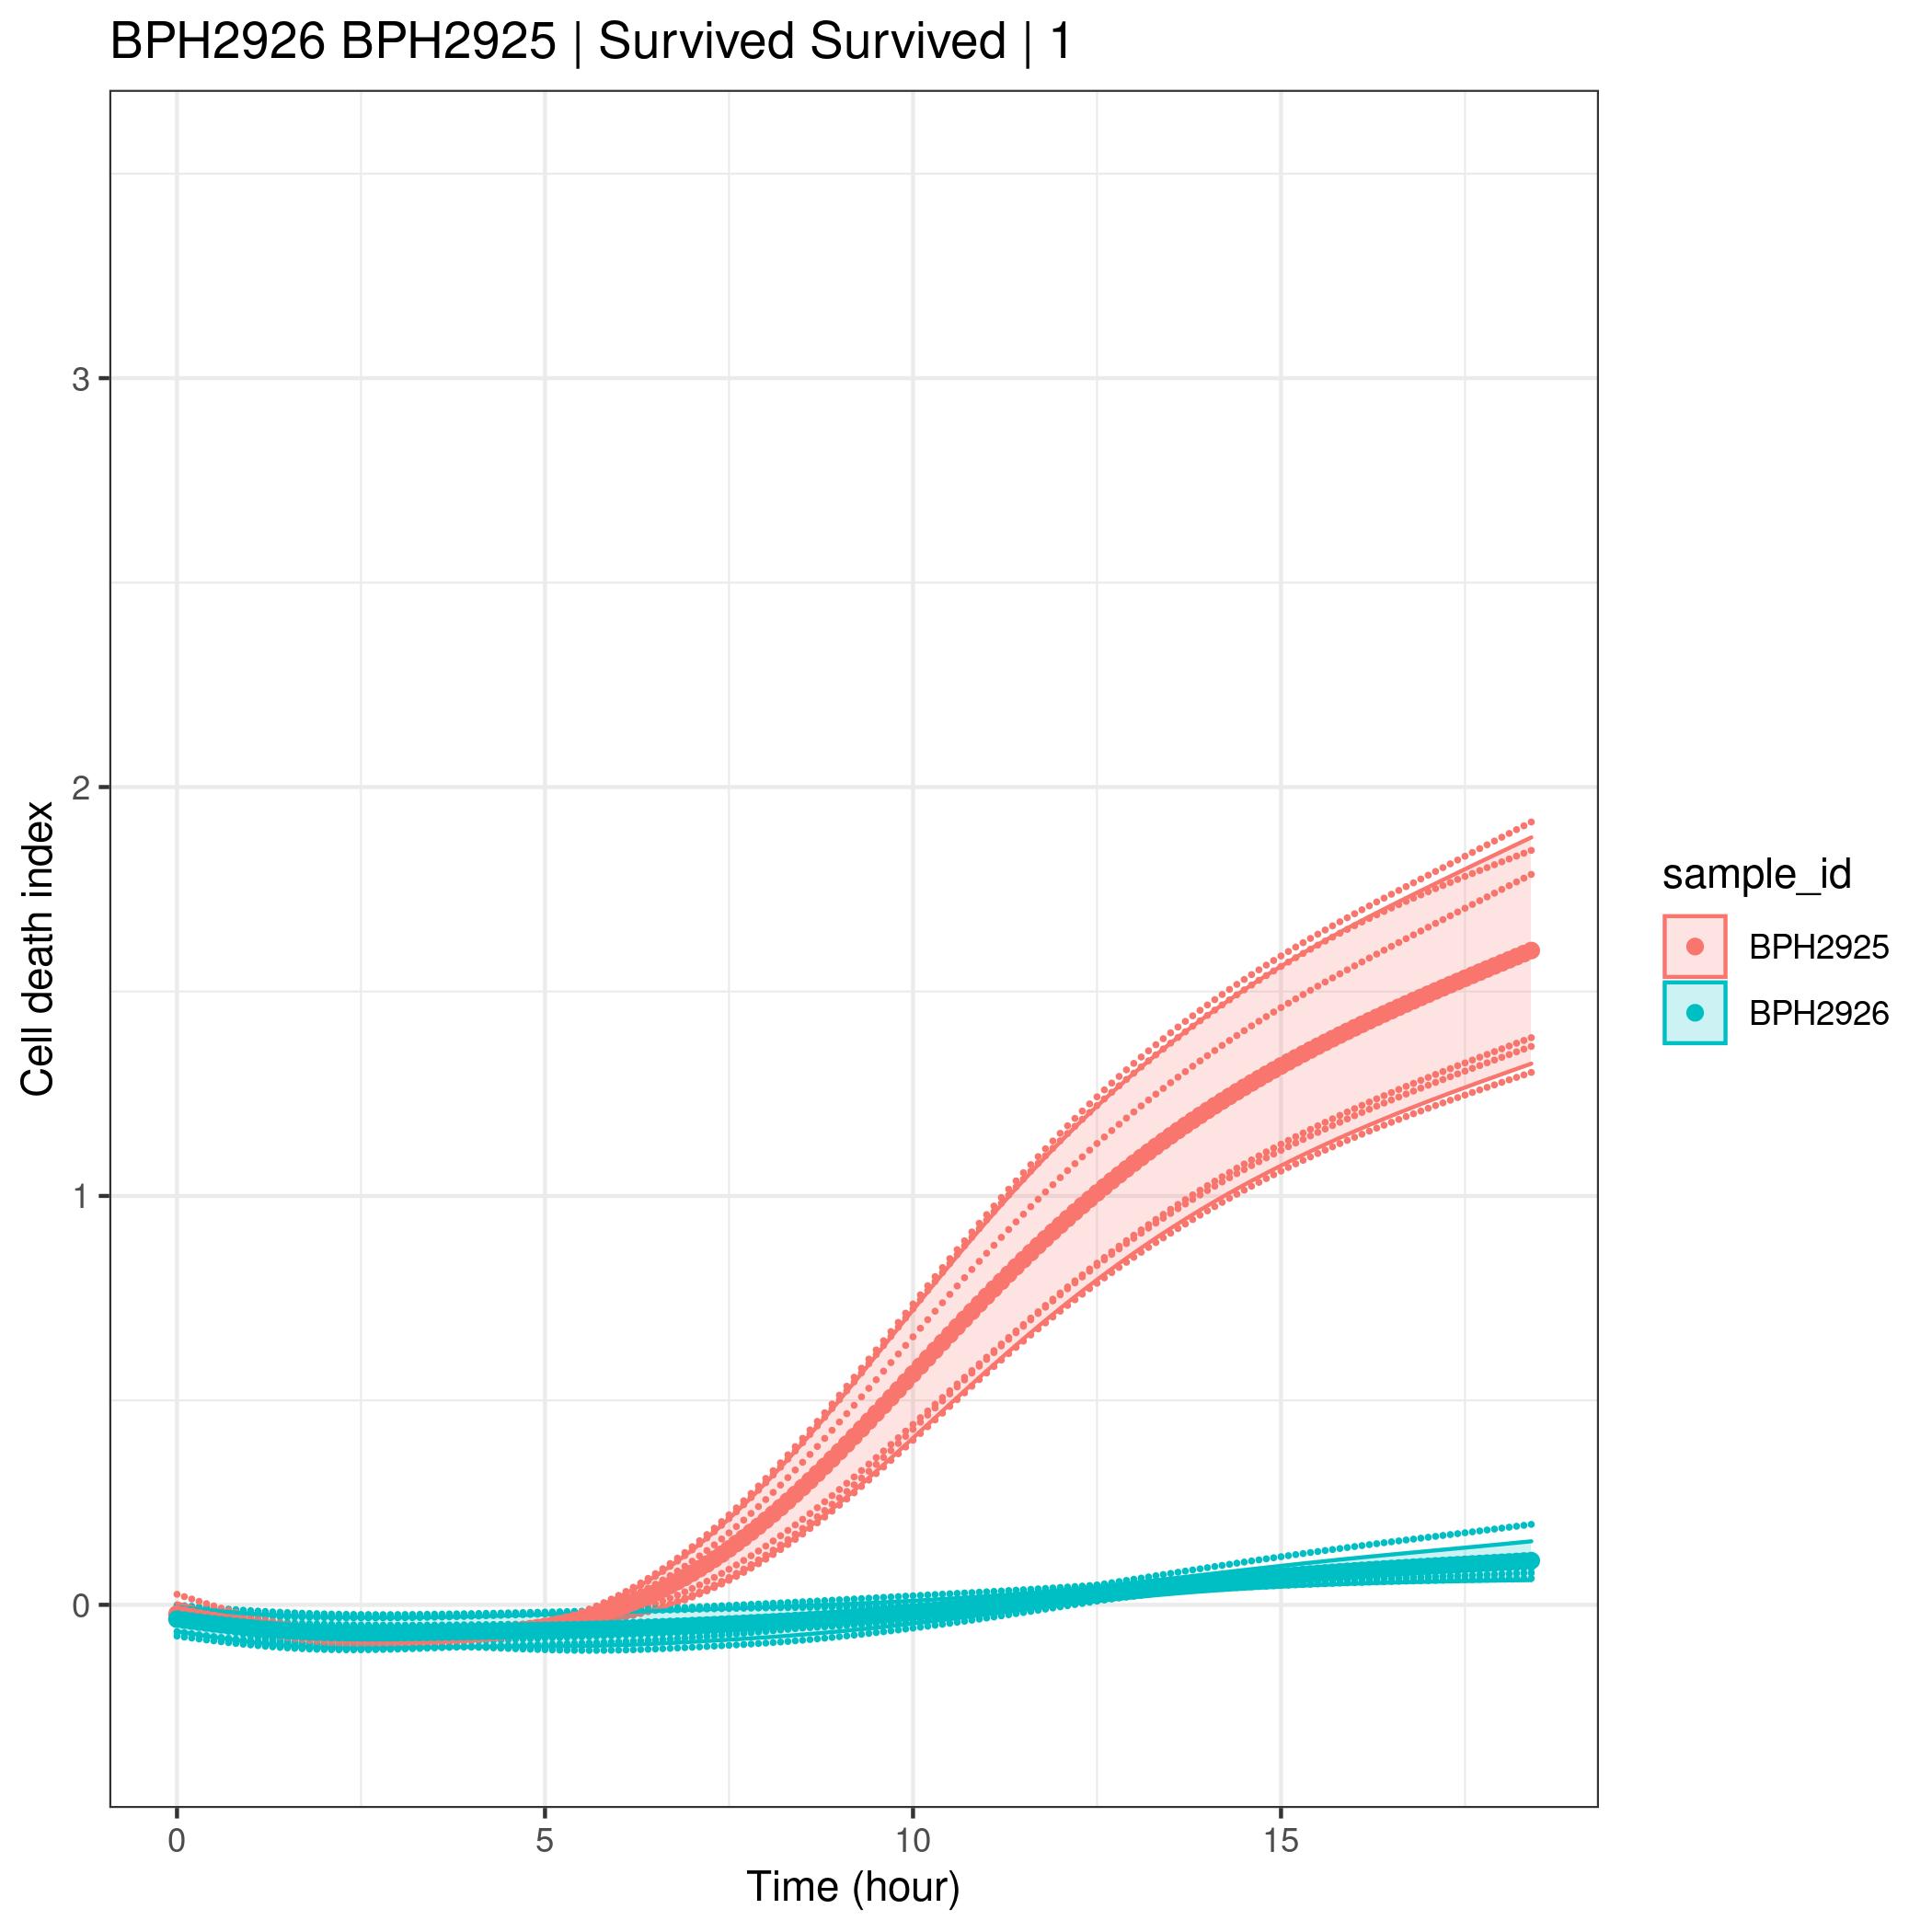 BPH2926 BPH2925 | Survived Survived | 1
Cell death index
3
2
1
0
0 5 10 15
Time (hour)
sample_id
BPH2925
BPH2926